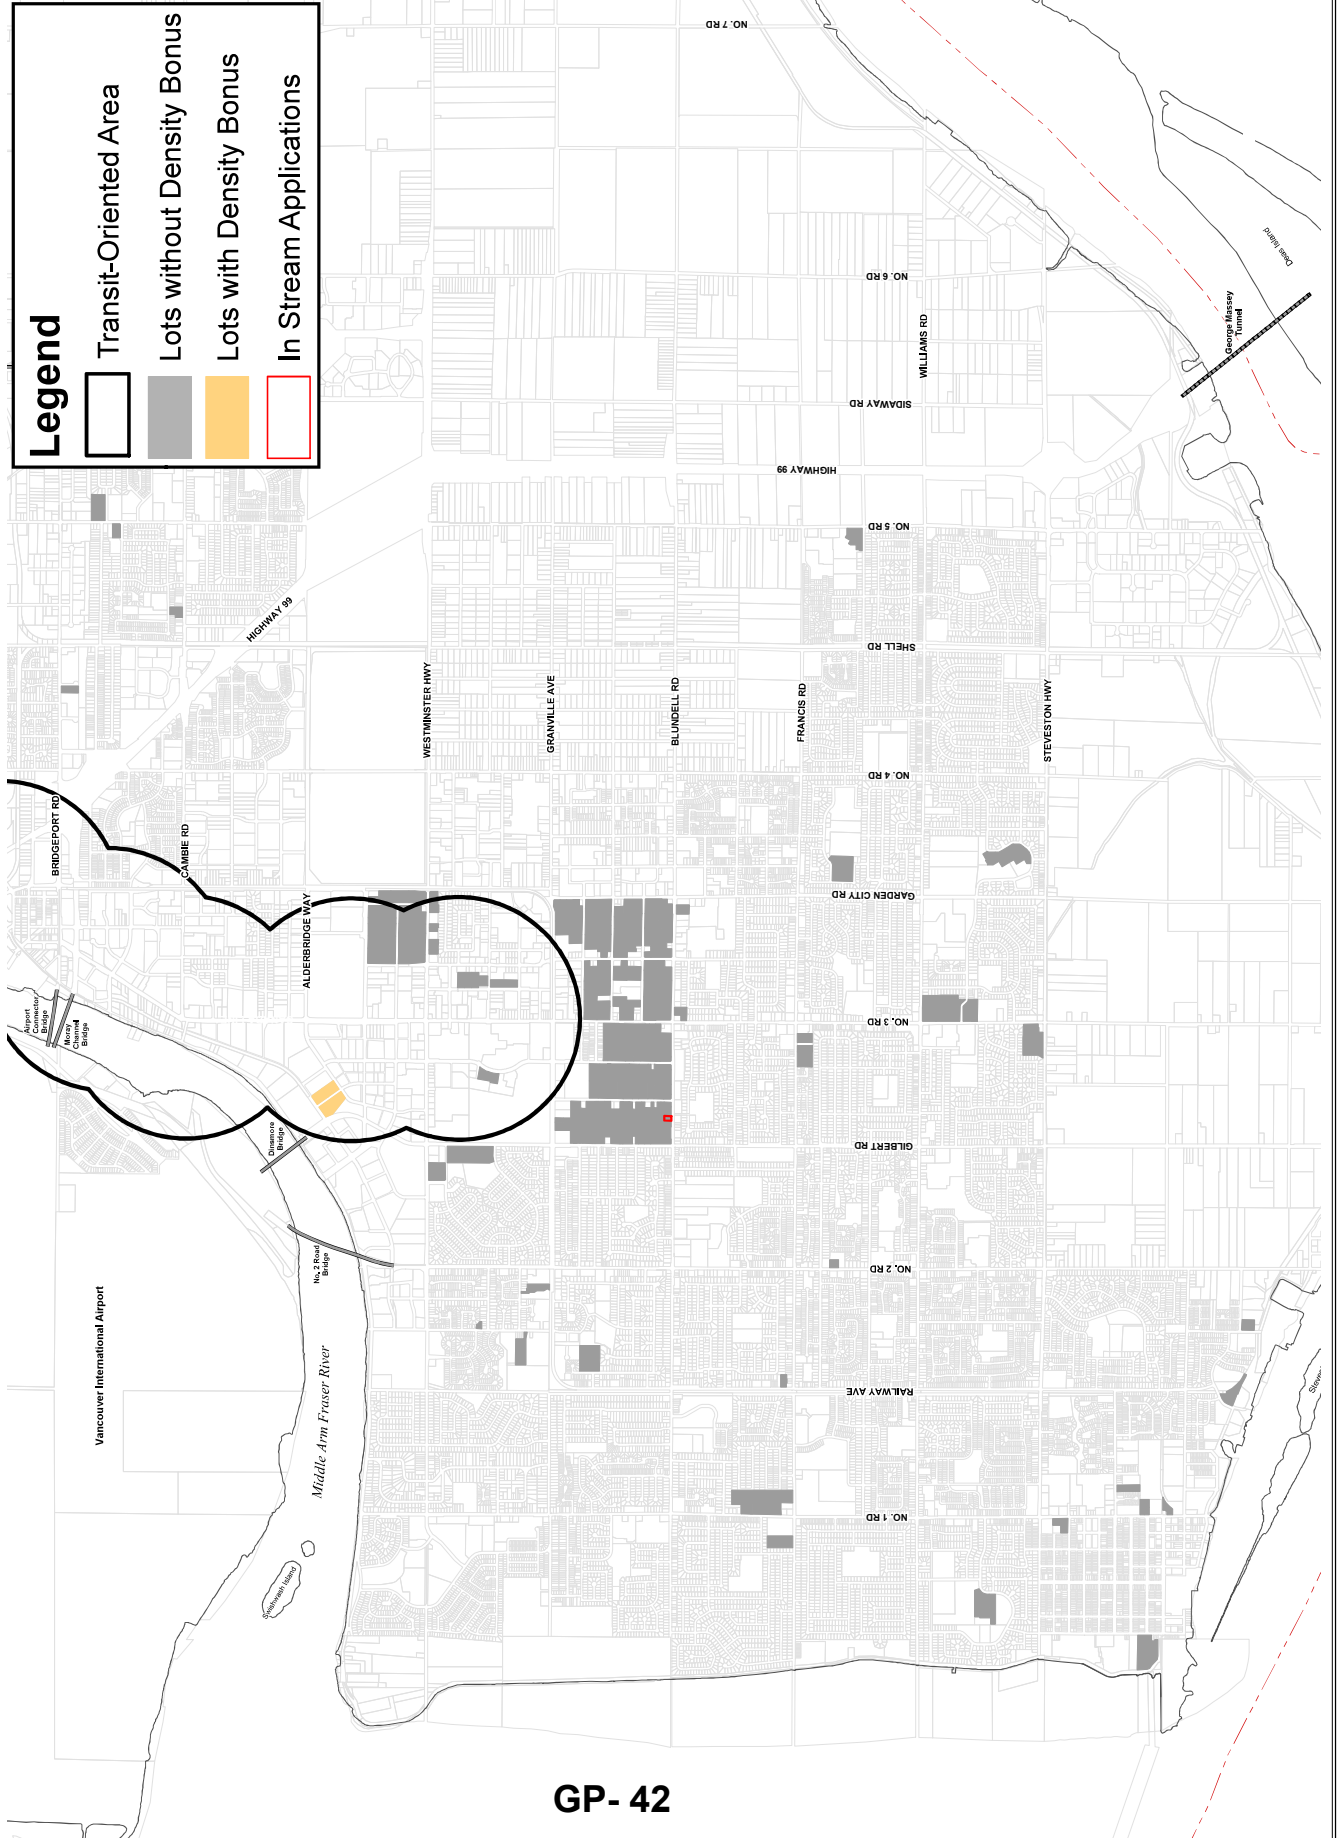 Legend
Transit-Oriented Area
Lots without Density Bonus
Lots with Density Bonus
In Stream Applications
NO. 7 RD
NO. 6 RD
WILLIAMS RD
SIDAWAY RD
HIGHWAY 99
NO. 5 RD
HIGHWAY 99
SHELL RD
WESTMINSTER HWY
GRANVILLE AVE
BLUNDELL RD
FRANCIS RD
STEVESTON HWY
NO. 4 RD
BRIDGEPORT RD
CAMBIE RD
GARDEN CITY RD
ALDERBRIDGE WAY
NO. 3 RD
GILBERT RD
NO. 2 RD
RAILWAY AVE
NO. 1 RD
Airport
Connector
Bridge
Moray
Channel
Bridge
Dinsmore
Bridge
No. 2 Road
Bridge
Vancouver International Airport
Middle Arm Fraser River
Swishwash Island
George Massey
Tunnel
Deas Island
GP- 42